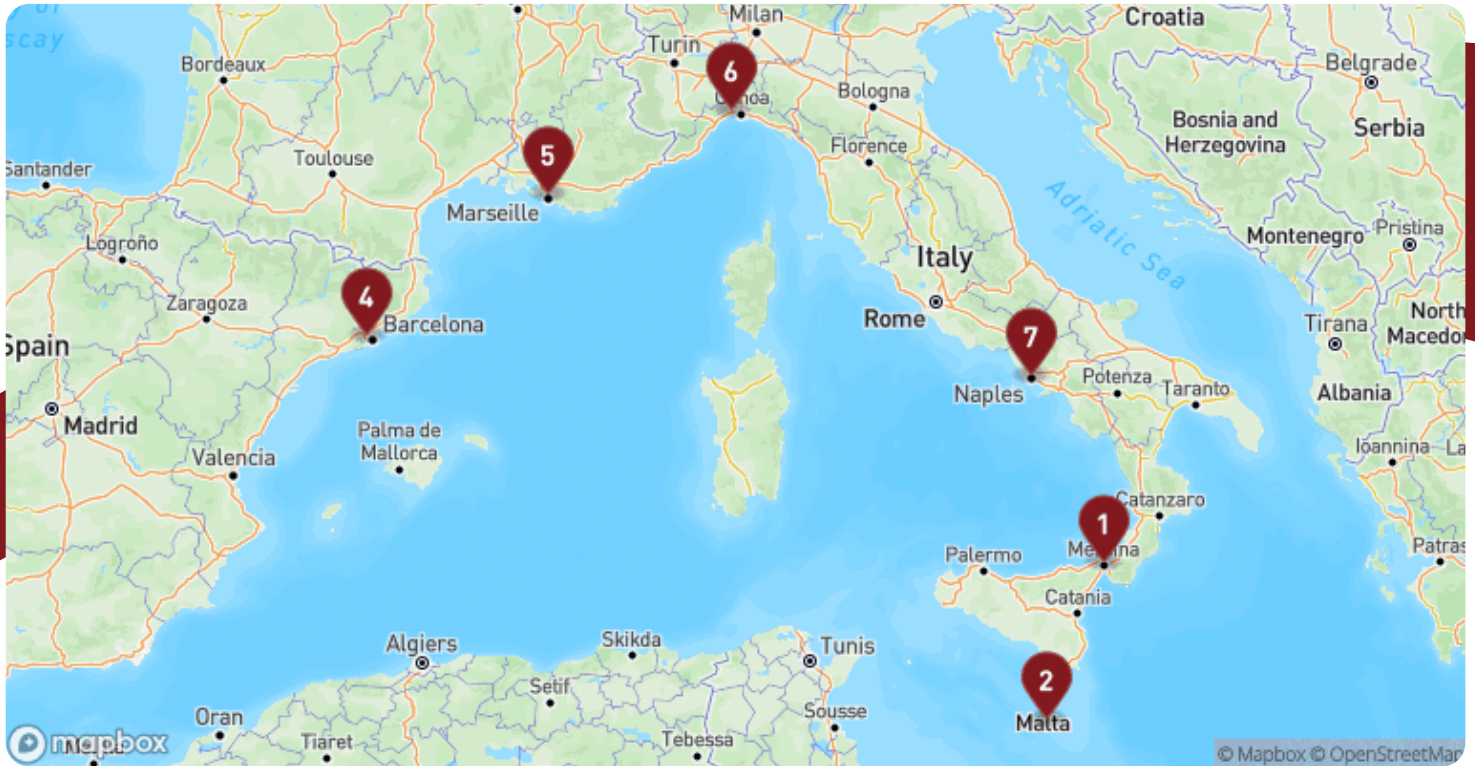 Milan
Croatia
Turin
6
Belgrade
Bordeaux
Bologna
Bosnia and
Herzegovina
Serbia
Toulouse
5
Florence
Santander
Marseille
Adriatic Sea
Logroño
Montenegro
Pristina
Italy
4
Zaragoza
Barcelona
Rome
7
Tirana
North
Spain
Naples
Potenza
Taranto
Albania
Madrid
Palma de
Mallorca
Valencia
Ioannina
La
Catanzaro
1
Palermo
Patras
Catania
Algiers
Skikda
Tunis
2
Setif
Malta
Oran
Sousse
Tiaret
Tebessa
mapbox
© Mapbox © OpenStreetMap